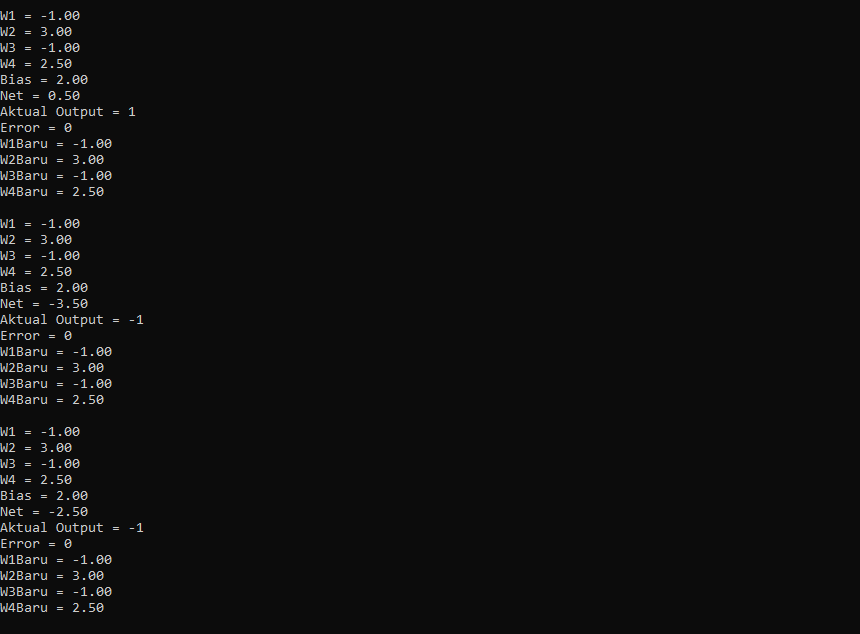 W1 = -1.00
W2 = 3.00
W3 = -1.00
W4 = 2.50
Bias = 2.00
Net = 0.50
Aktual Output = 1
Error = 0
W1Baru = -1.00
W2Baru = 3.00
W3Baru = -1.00
W4Baru = 2.50

W1 = -1.00
W2 = 3.00
W3 = -1.00
W4 = 2.50
Bias = 2.00
Net = -3.50
Aktual Output = -1
Error = 0
W1Baru = -1.00
W2Baru = 3.00
W3Baru = -1.00
W4Baru = 2.50

W1 = -1.00
W2 = 3.00
W3 = -1.00
W4 = 2.50
Bias = 2.00
Net = -2.50
Aktual Output = -1
Error = 0
W1Baru = -1.00
W2Baru = 3.00
W3Baru = -1.00
W4Baru = 2.50